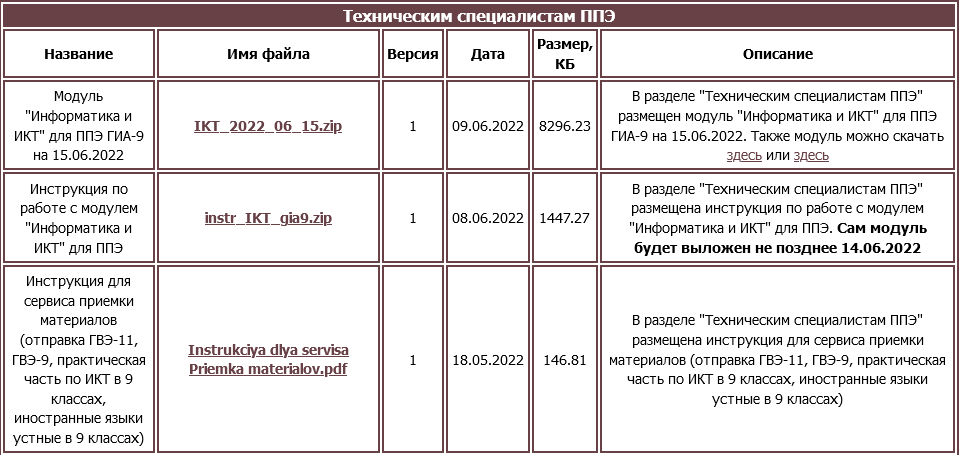 Техническим специалистам ППЭ
Название
Имя файла
Версия
Дата
Размер,
КБ
Описание
Модуль
"Информатика и
ИКТ" для ППЭ ГИА-9
на 15.06.2022
IKT_2022_06_15.zip
1
09.06.2022
8296.23
В разделе "Техническим специалистам ППЭ"
размещен модуль "Информатика и ИКТ" для ППЭ
ГИА-9 на 15.06.2022. Также модуль можно скачать
здесь или здесь
Инструкция по
работе с модулем
"Информатика и
ИКТ" для ППЭ
instr_IKT_gia9.zip
1
08.06.2022
1447.27
В разделе "Техническим специалистам ППЭ"
размещена инструкция по работе с модулем
"Информатика и ИКТ" для ППЭ. Сам модуль
будет выложен не позднее 14.06.2022
Инструкция для
сервиса приемки
материалов
(отправка ГВЭ-11,
ГВЭ-9, практическая
часть по ИКТ в 9
классах,
иностранные языки
устные в 9 классах)
Instrukciya dlya servisa
Priemka materialov.pdf
1
18.05.2022
146.81
В разделе "Техническим специалистам ППЭ"
размещена инструкция для сервиса приемки
материалов (отправка ГВЭ-11, ГВЭ-9, практическая
часть по ИКТ в 9 классах, иностранные языки
устные в 9 классах)